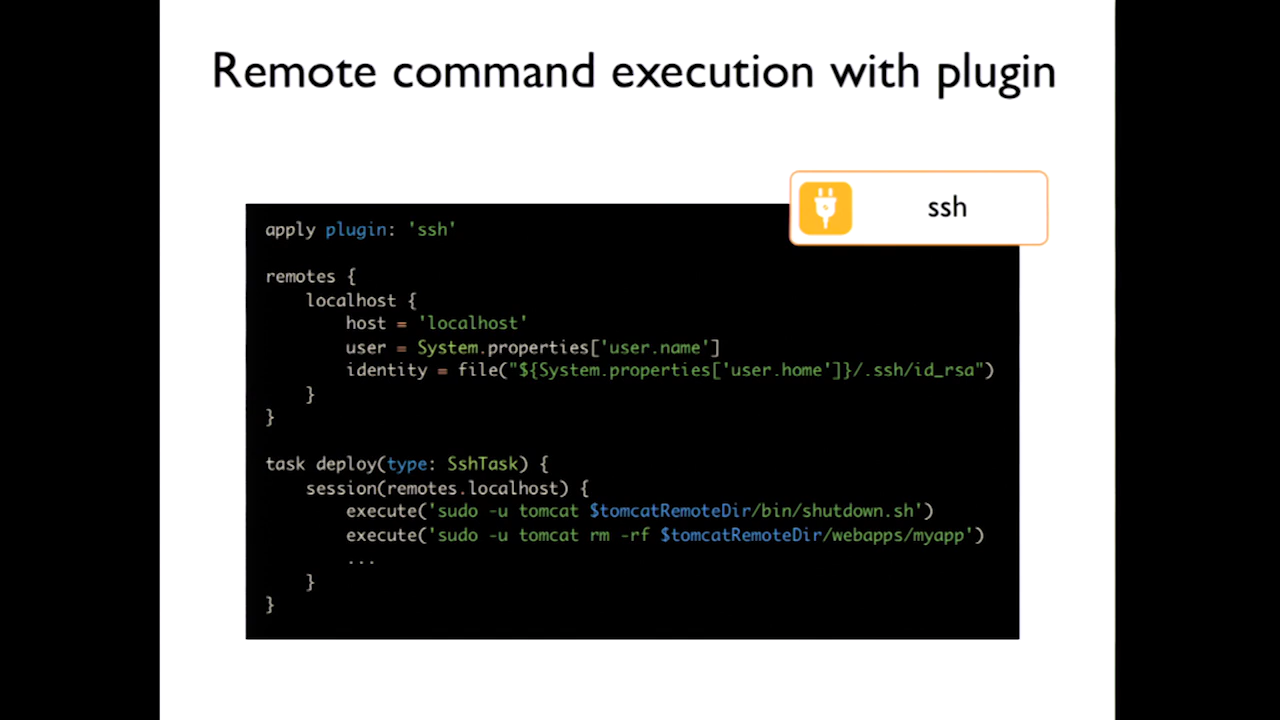 Remote command execution with plugin
ssh
apply plugin: 'ssh'
remotes {
    localhost {
        host = 'localhost'
        user = System.properties['user.name']
        identity = file("${System.properties['user.home']}/.ssh/id_rsa")
    }
}
task deploy(type: SshTask) {
    session(remotes.localhost) {
        execute('sudo -u tomcat $tomcatRemoteDir/bin/shutdown.sh')
        execute('sudo -u tomcat rm -rf $tomcatRemoteDir/webapps/myapp')
        ...
    }
}